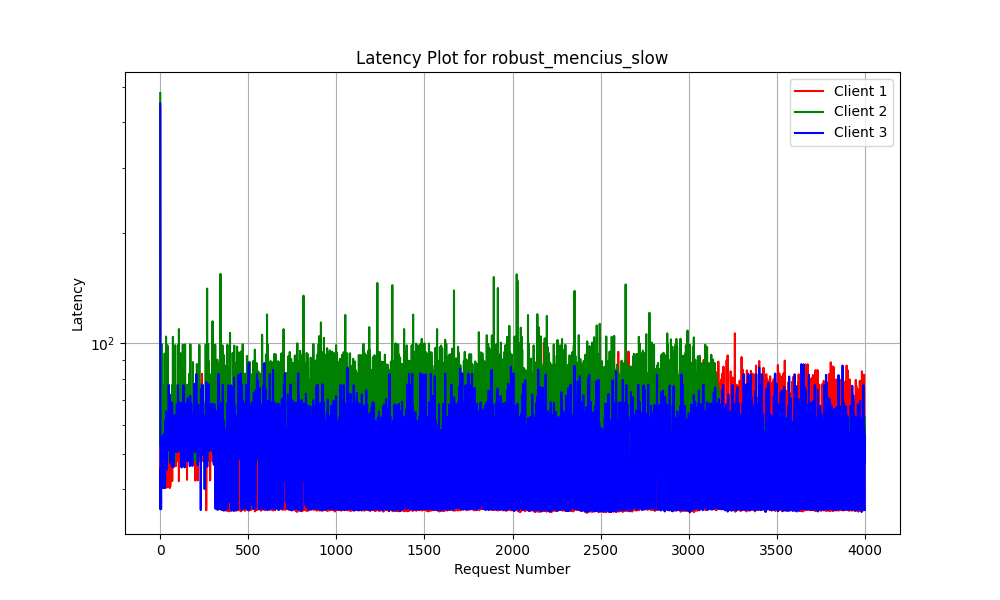 Latency Plot for robust_mencius_slow
Client 1
Client 2
Client 3
Latency
10²
0 500 1000 1500 2000 2500 3000 3500 4000
Request Number